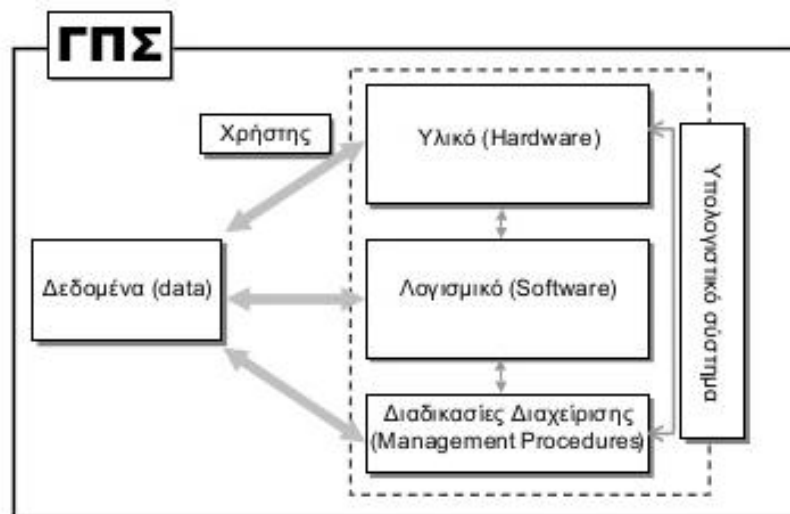 ΓΠΣ
Χρήστης
Υλικό (Hardware)
Δεδομένα (data)
Λογισμικό (Software)
Διαδικασίες Διαχείρισης
(Management Procedures)
Υπολογιστικό σύστημα